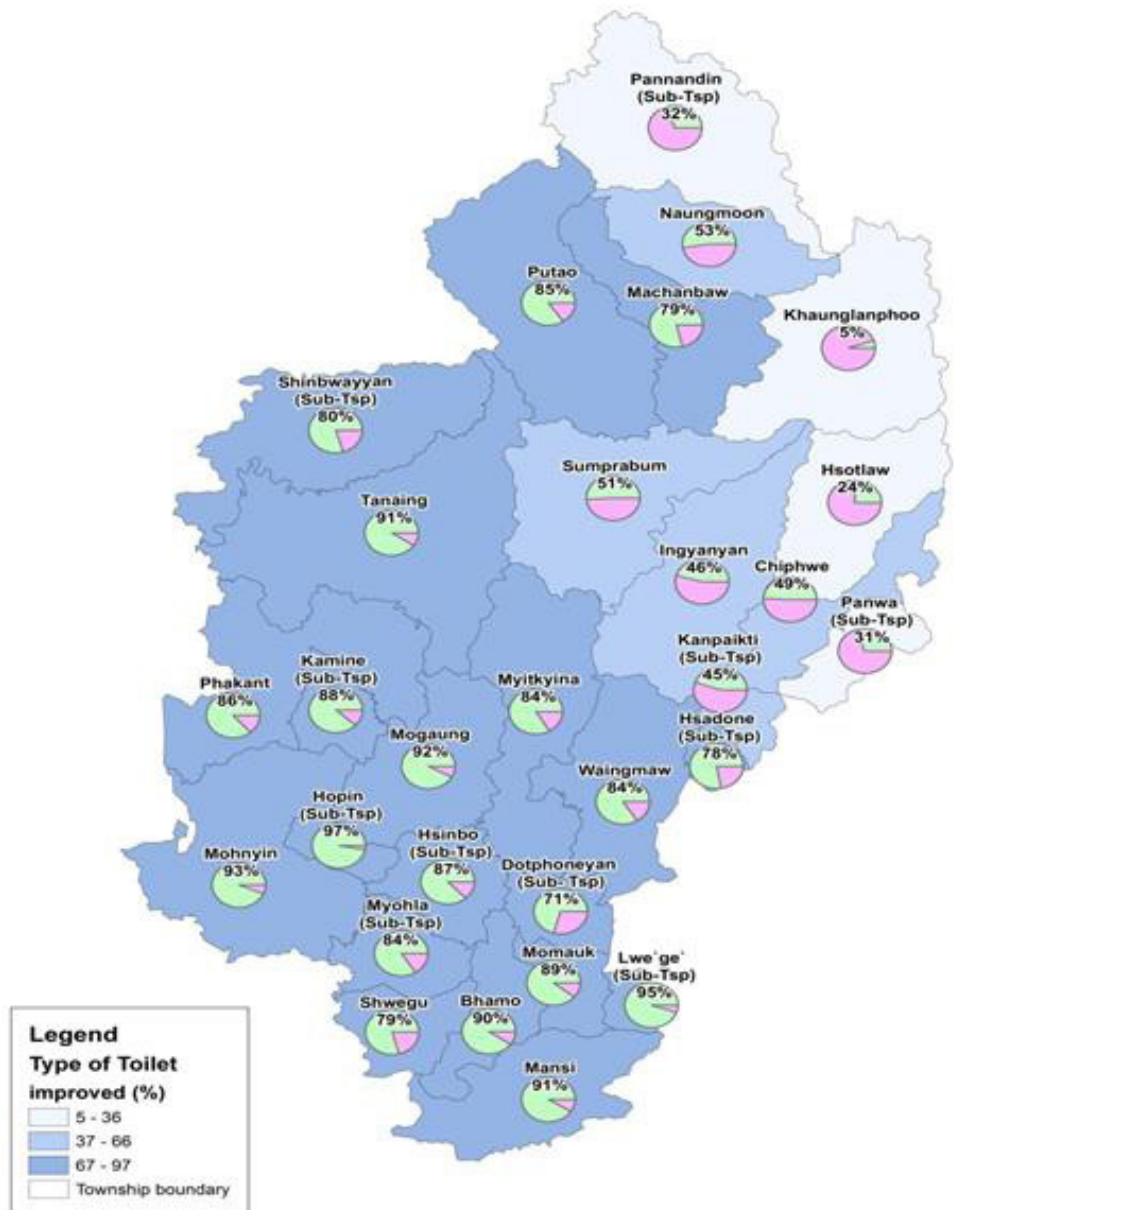 Pannandin
(Sub-Tsp)
32%
Naungmoon
53%
Putao
85%
Machanbaw
79%
Khaunglanphoo
5%
Shinbwayyan
(Sub-Tsp)
80%
Sumprabum
51%
Hsotlaw
24%
Tanaing
91%
Ingyanyan
46%
Chiphwe
49%
Panwa
(Sub-Tsp)
31%
Kanpaikti
(Sub-Tsp)
45%
Kamine
(Sub-Tsp)
88%
Phakant
86%
Myitkyina
84%
Hsadone
(Sub-Tsp)
78%
Mogaung
92%
Waingmaw
84%
Hopin
(Sub-Tsp)
97%
Hsinbo
(Sub-Tsp)
87%
Mohnyin
93%
Dotphoneyan
(Sub- Tsp)
71%
Myohla
(Sub-Tsp)
84%
Momauk
89%
Lwe`ge`
(Sub-Tsp)
95%
Shwegu
79%
Bhamo
90%
Mansi
91%
Legend
Type of Toilet
improved (%)
5 - 36
37 - 66
67 - 97
Township boundary